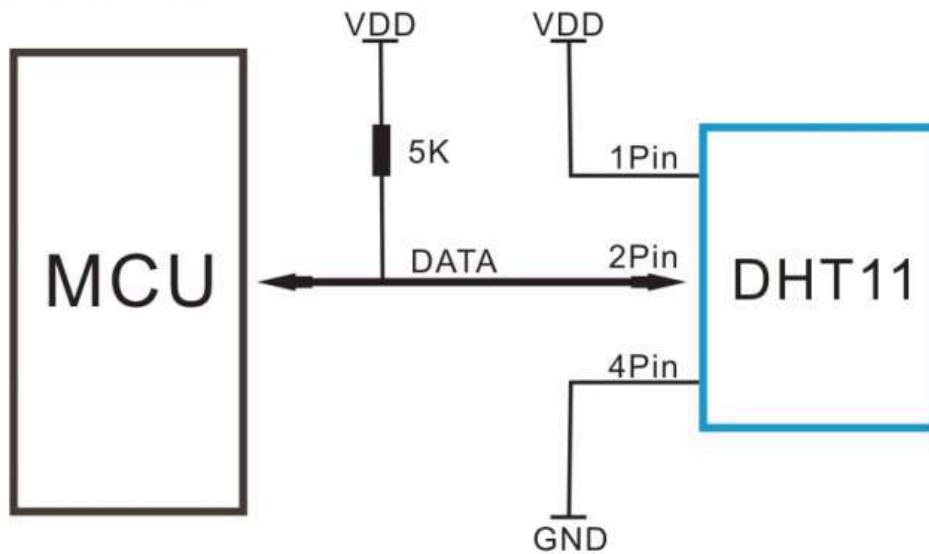 VDD
VDD
5K
1Pin
MCU
DATA
2Pin
DHT11
4Pin
GND